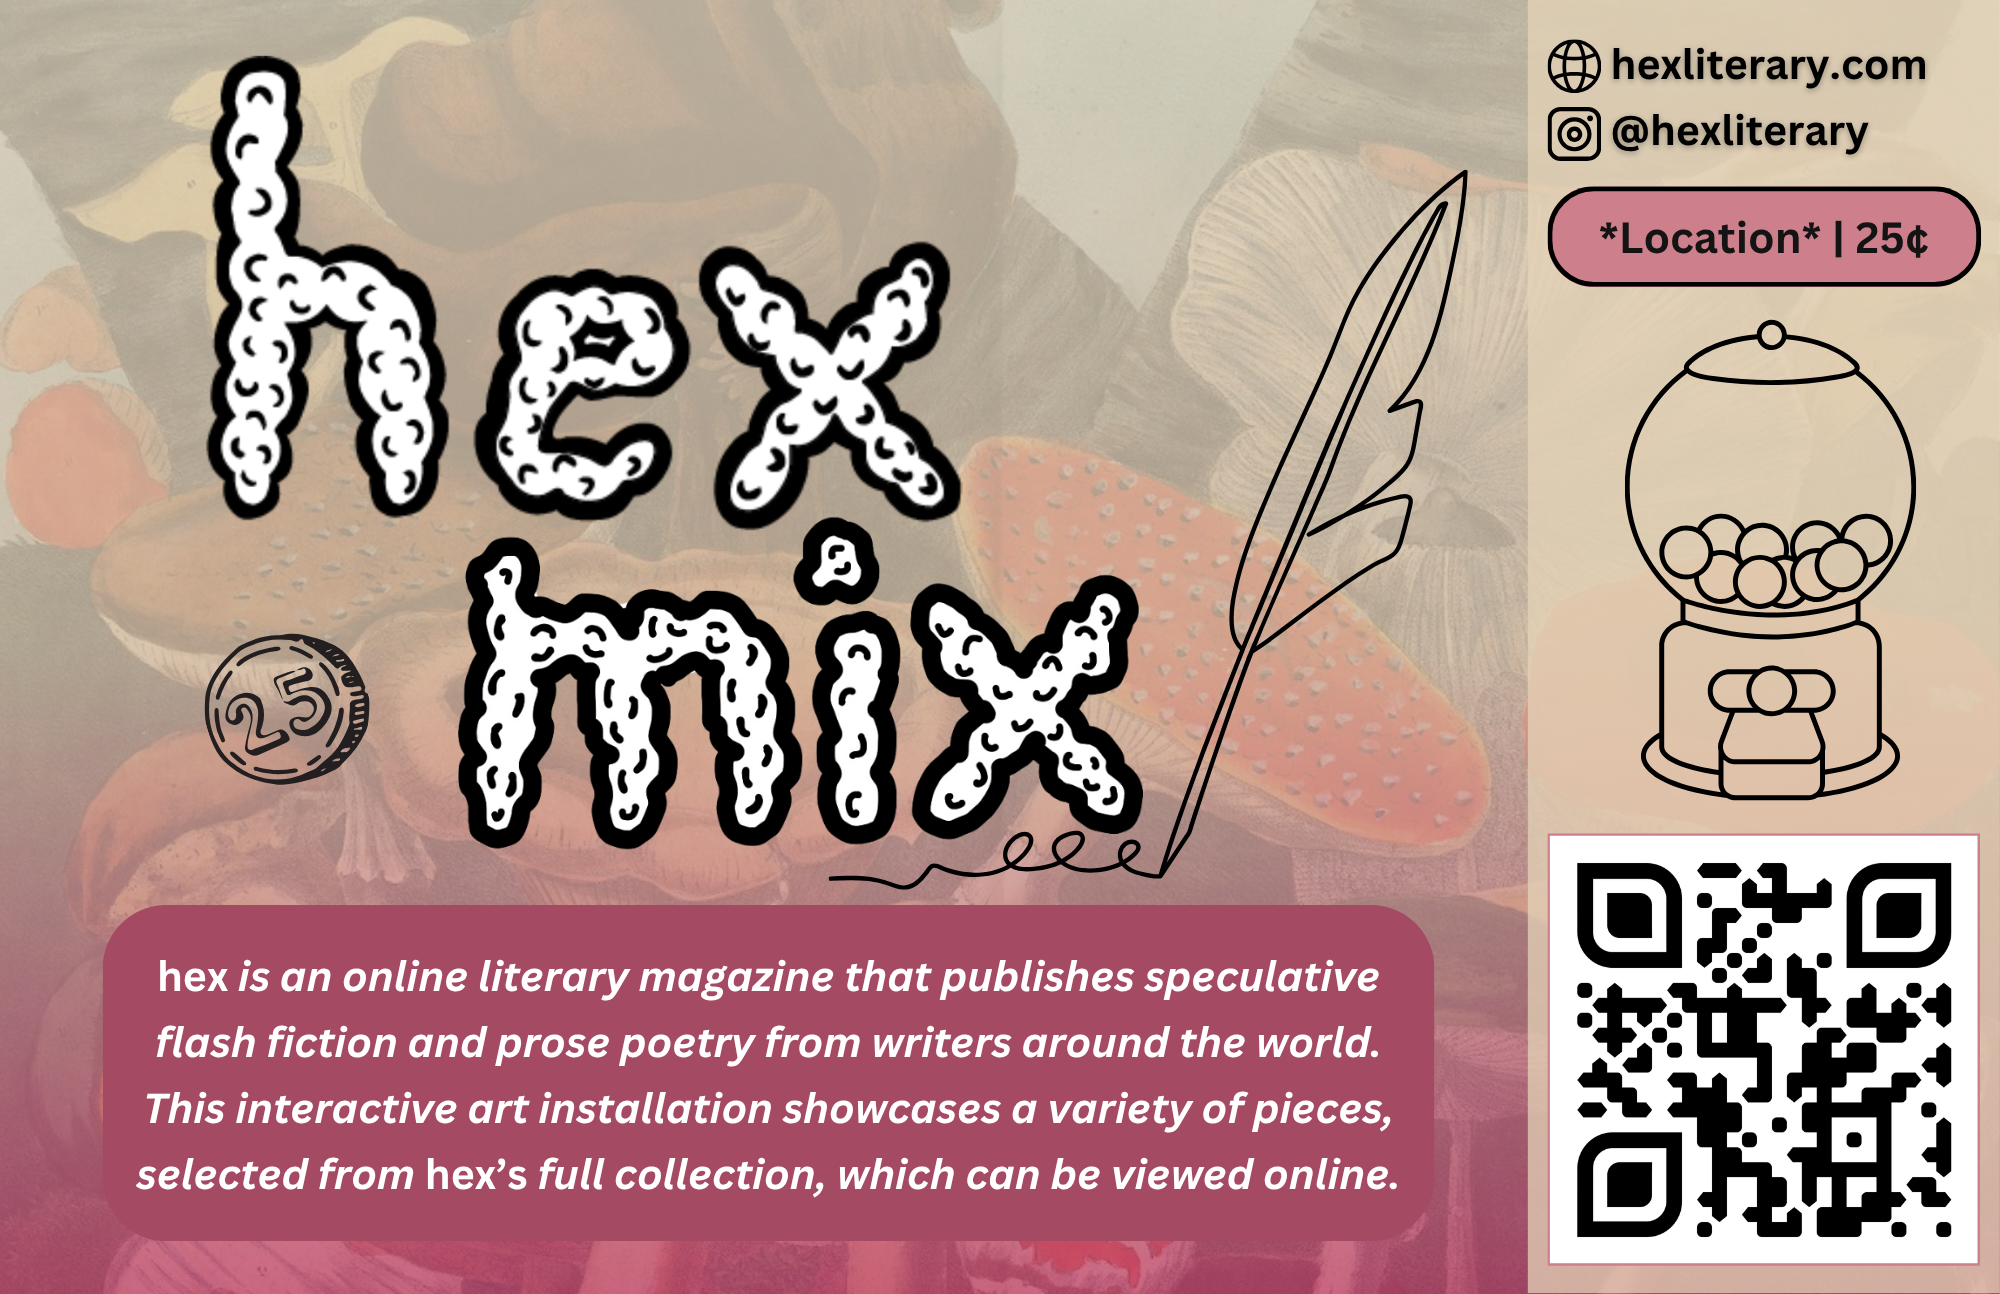 hex
mix
25
hex is an online literary magazine that publishes speculative
flash fiction and prose poetry from writers around the world.
This interactive art installation showcases a variety of pieces,
selected from hex’s full collection, which can be viewed online.
hexliterary.com
@hexliterary
*Location* | 25¢